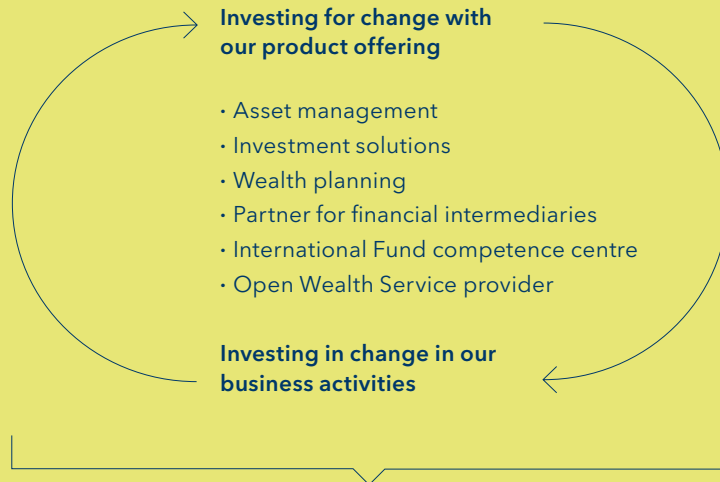 Investing for change with
our product offering
· Asset management
· Investment solutions
· Wealth planning
· Partner for financial intermediaries
· International Fund competence centre
· Open Wealth Service provider
Investing in change in our
business activities